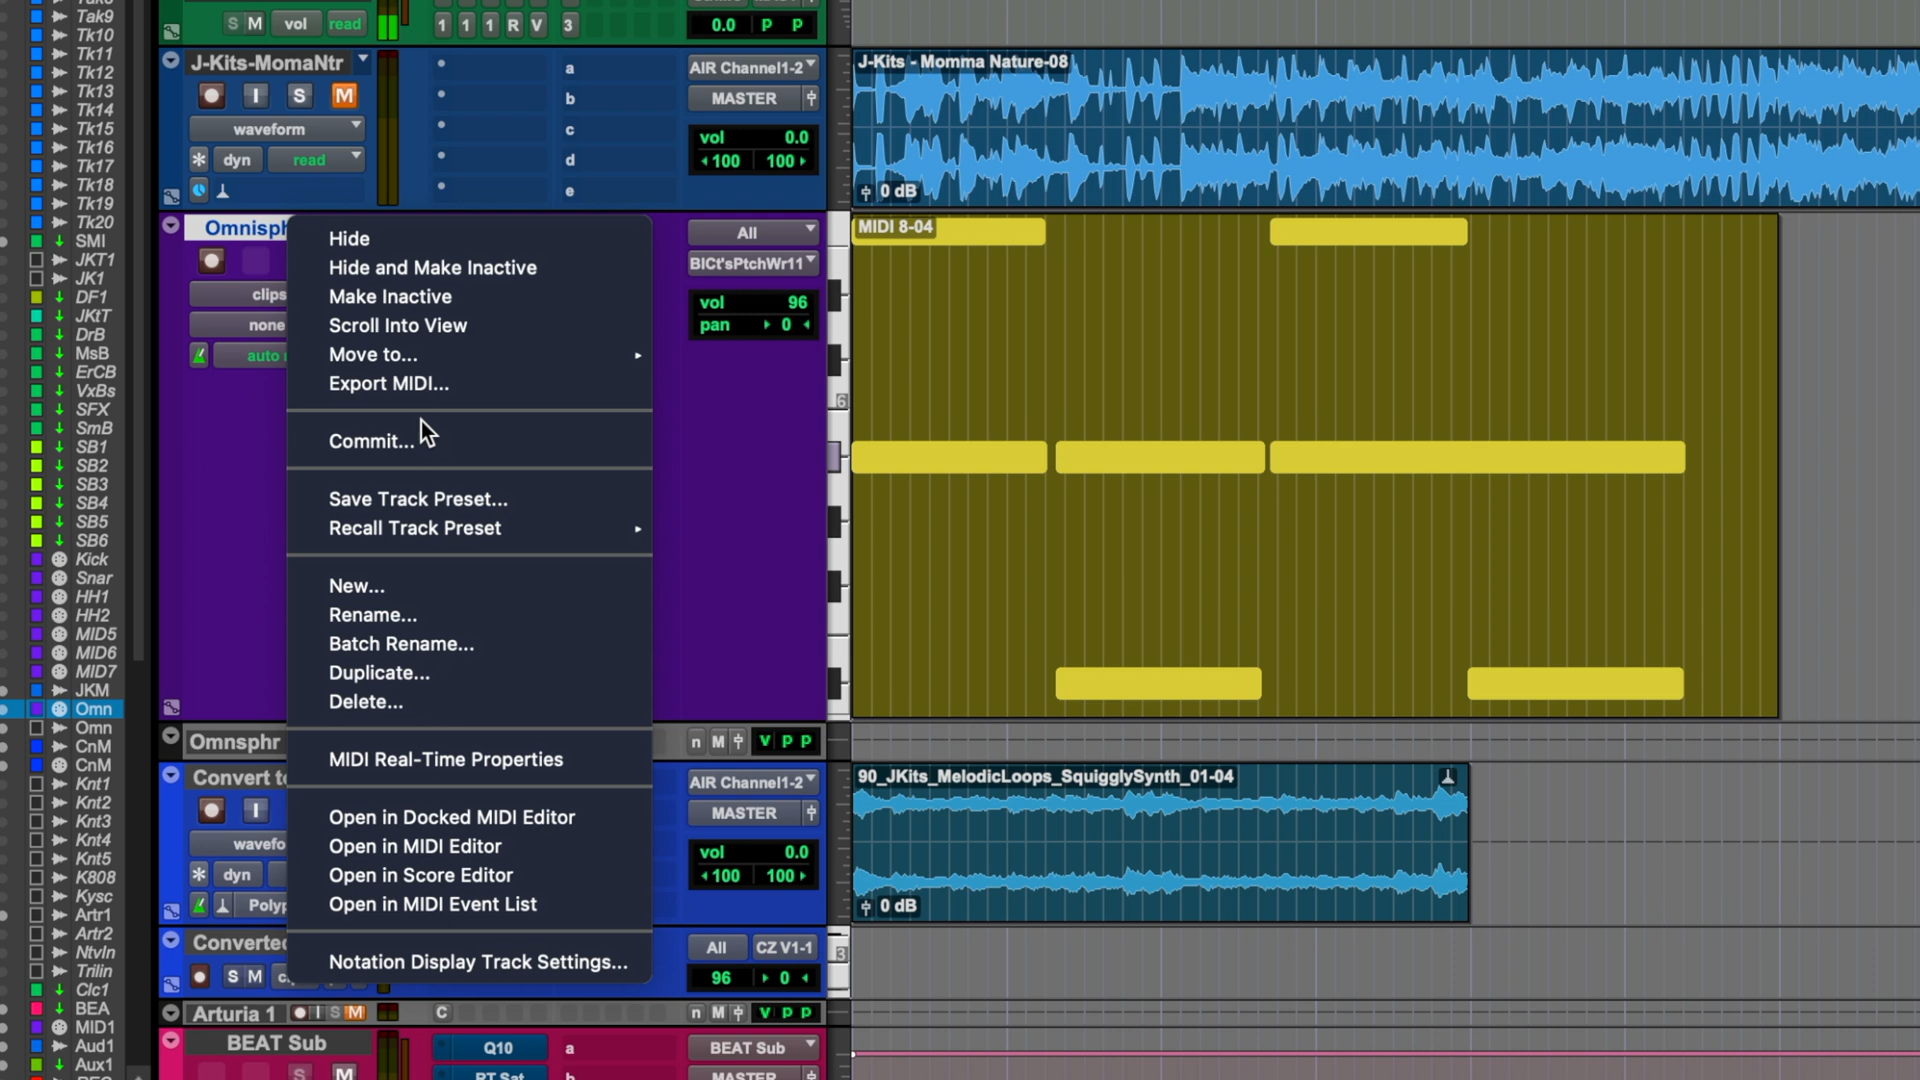 Tak9
Tk10
Tk11
Tk12
Tk13
Tk14
Tk15
Tk16
Tk17
Tk18
Tk19
Tk20
SMI
JKT1
JK1
DF1
JKtT
DrB
MsB
ErCB
VxBs
SFX
SmB
SB1
SB2
SB3
SB4
SB5
SB6
Kick
Snar
HH1
HH2
MID5
MID6
MID7
JKM
Omn
Omn
CnM
CnM
Knt1
Knt2
Knt3
Knt4
Knt5
K808
Kysc
Artr1
Artr2
NtvIn
Trilin
Clc1
BEA
MID1
Aud1
Aux1
S M vol read
1 1 1 R V 3
0.0 P P
J-Kits-MomaNtr
I S M
waveform
dyn read
a
b
c
d
e
AIR Channel1-2
MASTER
vol 0.0
100 100
J-Kits - Momma Nature-08
0 dB
Omnisph
clips
none
auto
Hide
Hide and Make Inactive
Make Inactive
Scroll Into View
Move to...
Export MIDI...
Commit...
Save Track Preset...
Recall Track Preset
New...
Rename...
Batch Rename...
Duplicate...
Delete...
MIDI Real-Time Properties
Open in Docked MIDI Editor
Open in MIDI Editor
Open in Score Editor
Open in MIDI Event List
Notation Display Track Settings...
All
BlCt'sPtchWr11
vol 96
pan 0
6
MIDI 8-04
Omnsphr
n M V P P
Convert to
I
wavefo
dyn
Polyp
AIR Channel1-2
MASTER
vol 0.0
100 100
90_JKits_MelodicLoops_SquigglySynth_01-04
0 dB
Converted
S M
All CZ V1-1
96 0
3
Arturia 1 I S M C n M V P P
BEAT Sub
S M
Q10 a
BEAT Sub
PT Sat b
MASTER